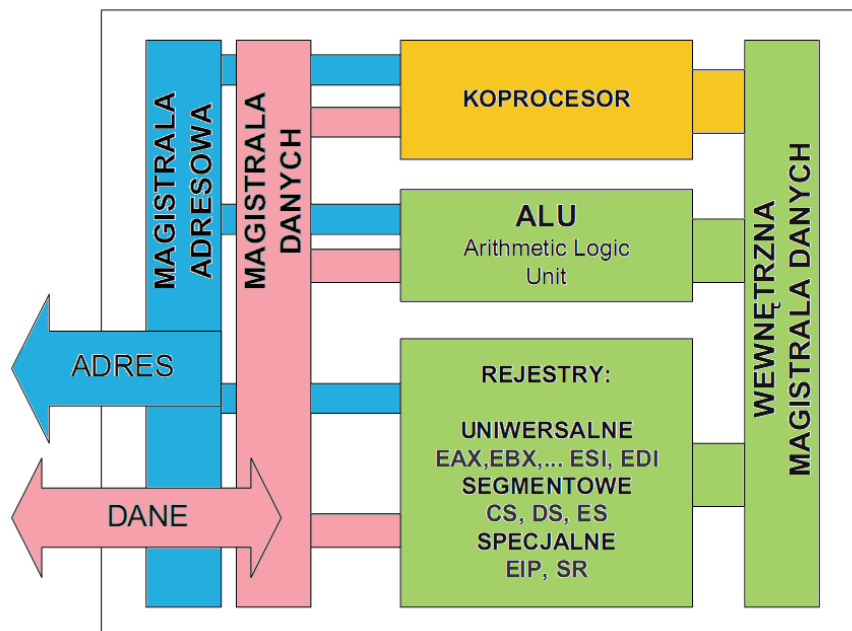 MAGISTRALA
ADRESOWA
MAGISTRALA
DANYCH
KOPROCESOR
ALU
Arithmetic Logic
Unit
WEWNĘTRZNA
MAGISTRALA DANYCH
ADRES
DANE
REJESTRY:
UNIWERSALNE
EAX,EBX,... ESI, EDI
SEGMENTOWE
CS, DS, ES
SPECJALNE
EIP, SR